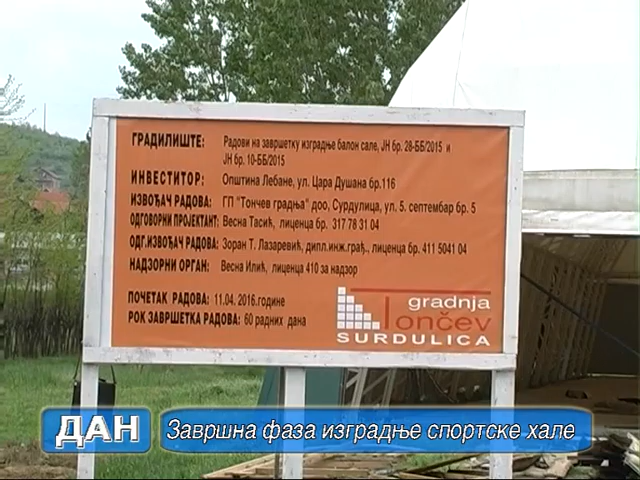 ГРАДИЛИШТЕ: Радови на завршетку изградње балон сале, ЈН бр. 28-ББ/2015 и
ЈН бр. 10-ББ/2015
ИНВЕСТИТОР: Општина Лебане, ул. Цара Душана бр.116
ИЗВОЂАЧ РАДОВА: ГП "Тончев градња" доо, Сурдулица, ул. 5. септембар бр. 5
ОДГОВОРНИ ПРОЈЕКТАНТ: Весна Тасић, лиценца бр. 317 78З1 04
ОДГ.ИЗВОЂАЧ РАДОВА: Зоран Т. Лазаревић, дипл.инж.грађ., лиценца бр. 411 5041 04
НАДЗОРНИ ОРГАН: Весна Илић, лиценца 410 за надзор
ПОЧЕТАК РАДОВА: 11.04. 2016.године
РОК ЗАВРШЕТКА РАДОВА: 60 радних дана
gradnja
Tončev
SURDULICA
ДАН Завршна фаза изградње спортске хале